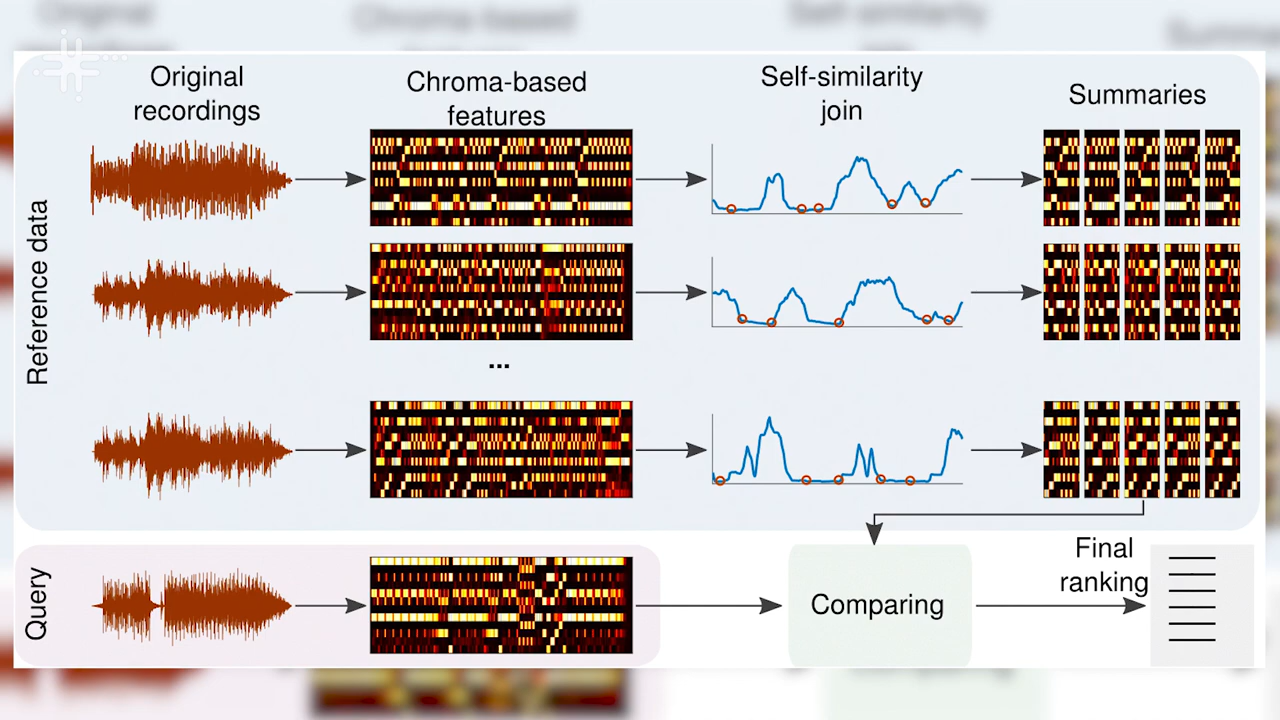 Original
recordings
Chroma-based
features
Self-similarity
join
Summaries
Reference data
...
Query
Comparing
Final
ranking